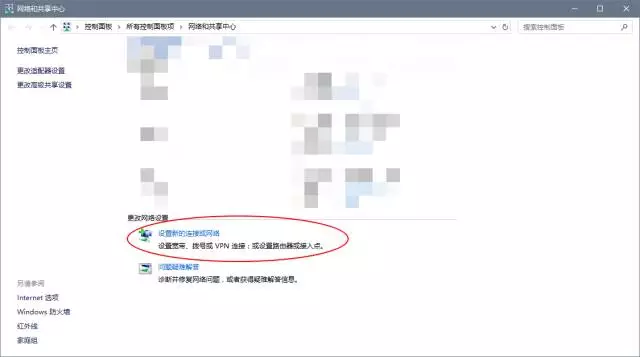 网络和共享中心
控制面板 › 所有控制面板项 › 网络和共享中心
搜索控制面板
控制面板主页
更改适配器设置
更改高级共享设置
更改网络设置
设置新的连接或网络
设置宽带、拨号或 VPN 连接；或设置路由器或接入点。
问题疑难解答
诊断并修复网络问题，或者获得疑难解答信息。
另请参阅
Internet 选项
Windows 防火墙
红外线
家庭组